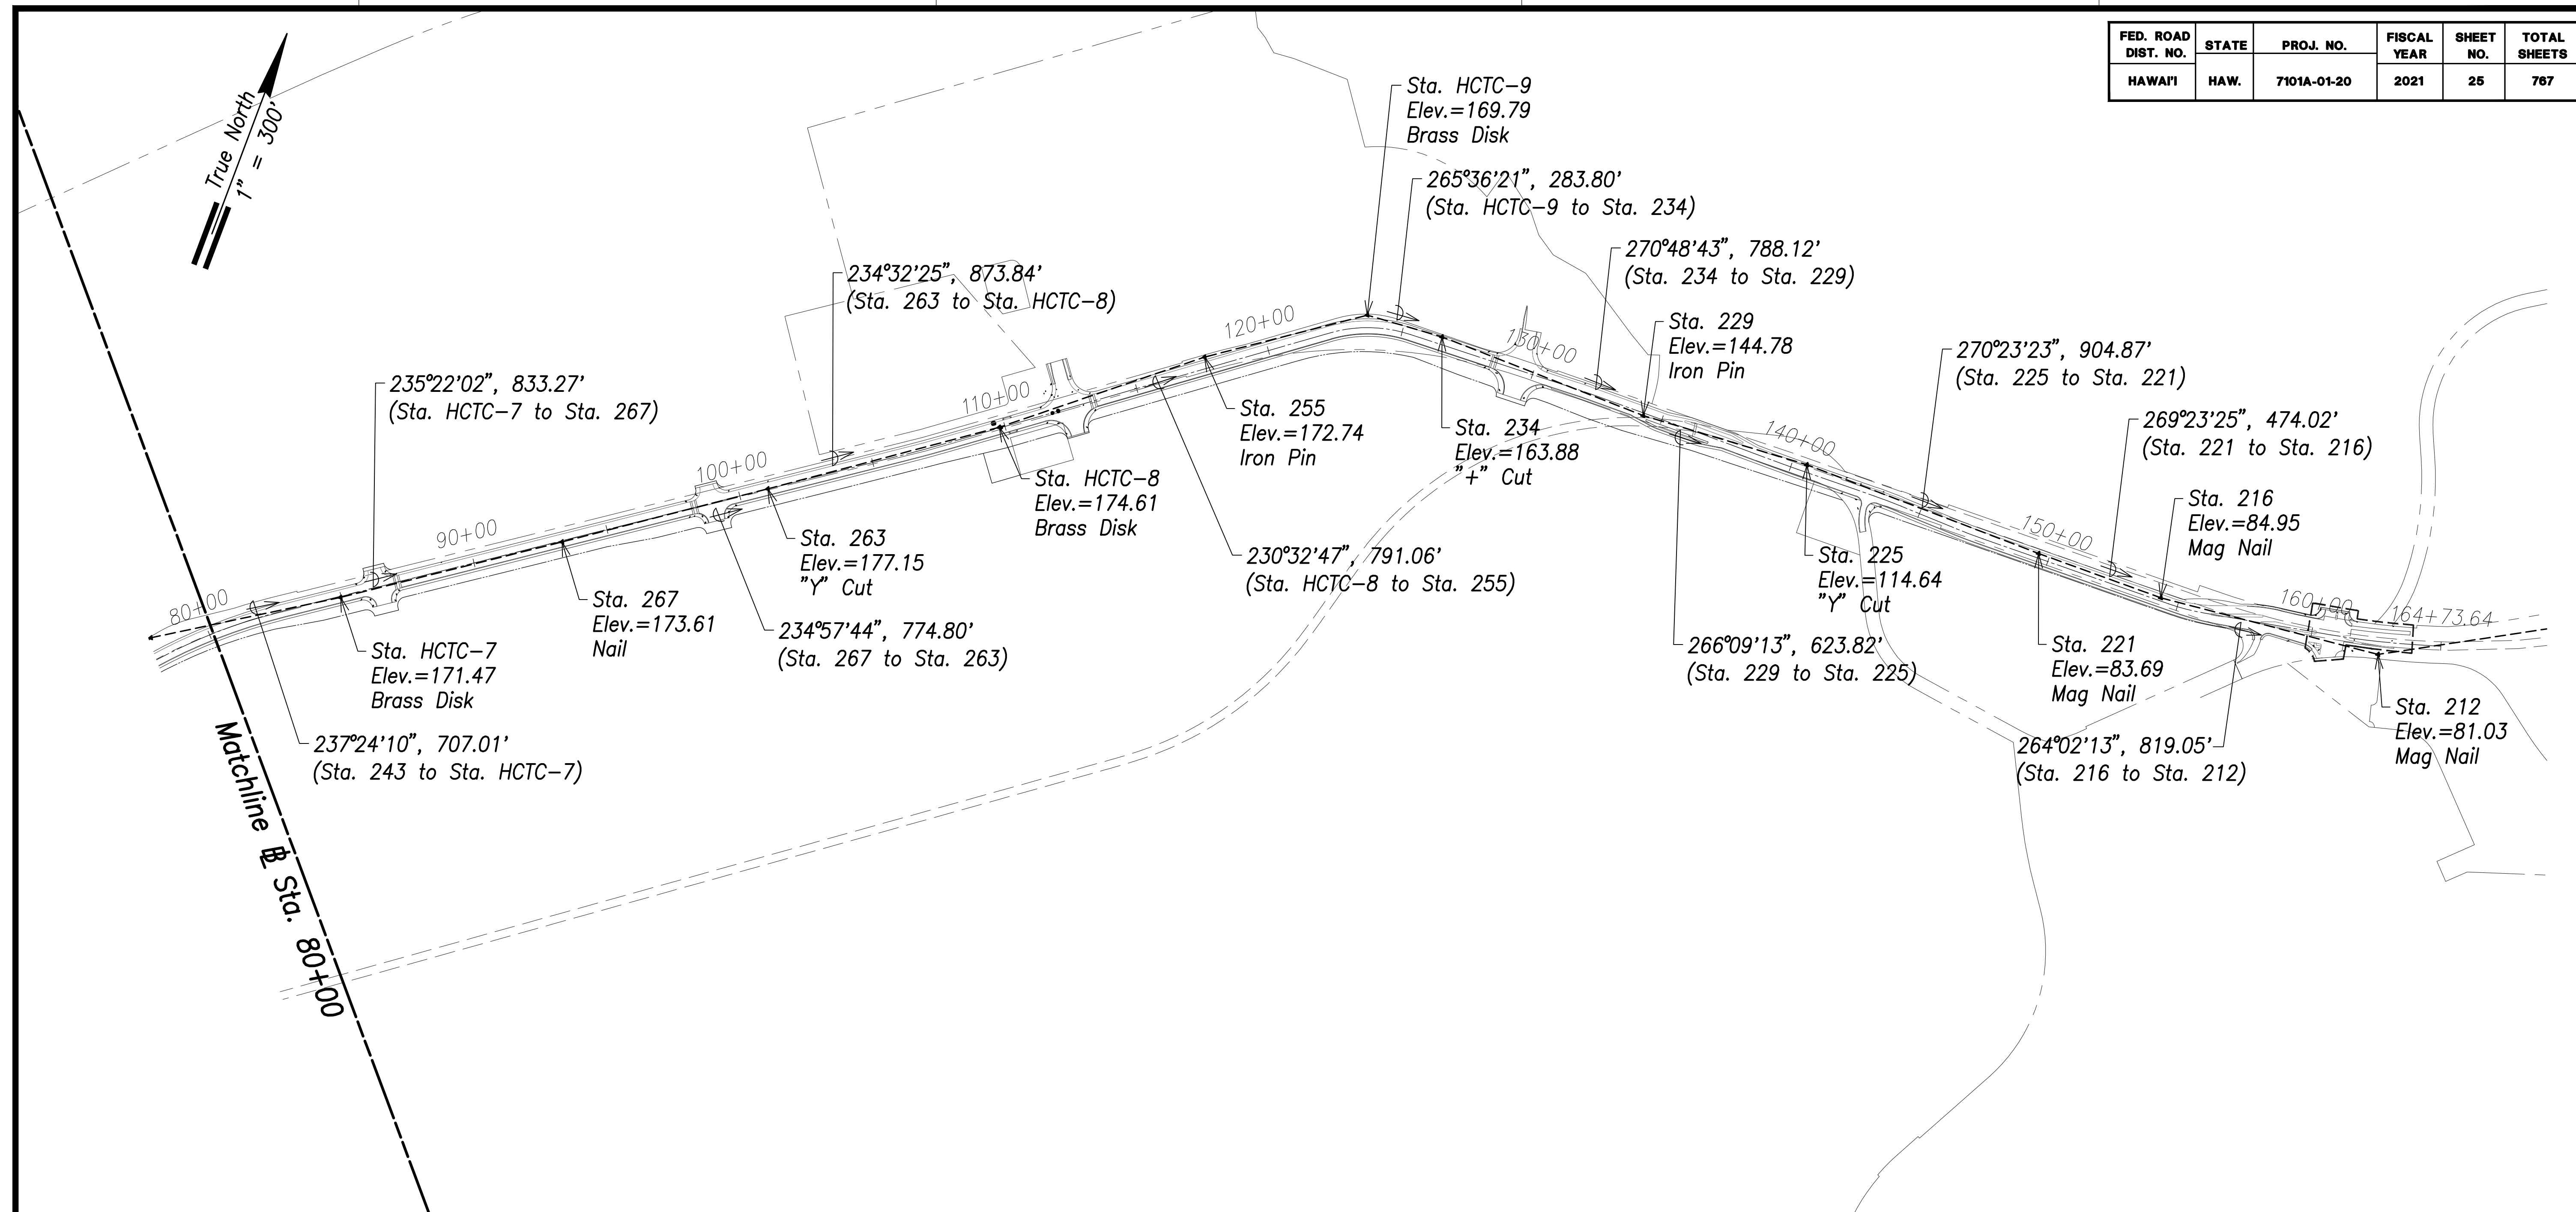 FED. ROAD DIST. NO. STATE PROJ. NO. FISCAL YEAR SHEET NO. TOTAL SHEETS
HAWAI'I HAW. 7101A-01-20 2021 25 767
True North
1" = 300'
Sta. HCTC-9
Elev.=169.79
Brass Disk
265°36'21", 283.80'
(Sta. HCTC-9 to Sta. 234)
270°48'43", 788.12'
(Sta. 234 to Sta. 229)
234°32'25", 873.84'
(Sta. 263 to Sta. HCTC-8)
Sta. 229
Elev.=144.78
Iron Pin
270°23'23", 904.87'
(Sta. 225 to Sta. 221)
235°22'02", 833.27'
(Sta. HCTC-7 to Sta. 267)
269°23'25", 474.02'
(Sta. 221 to Sta. 216)
Sta. 255
Elev.=172.74
Iron Pin
Sta. 234
Elev.=163.88
"+" Cut
Sta. HCTC-8
Elev.=174.61
Brass Disk
Sta. 216
Elev.=84.95
Mag Nail
80+00
90+00
100+00
110+00
120+00
130+00
140+00
150+00
160+00
164+73.64
Sta. 263
Elev.=177.15
"Y" Cut
230°32'47", 791.06'
(Sta. HCTC-8 to Sta. 255)
Sta. 225
Elev.=114.64
"Y" Cut
Sta. 267
Elev.=173.61
Nail
234°57'44", 774.80'
(Sta. 267 to Sta. 263)
266°09'13", 623.82'
(Sta. 229 to Sta. 225)
Sta. 221
Elev.=83.69
Mag Nail
Sta. HCTC-7
Elev.=171.47
Brass Disk
Sta. 212
Elev.=81.03
Mag Nail
237°24'10", 707.01'
(Sta. 243 to Sta. HCTC-7)
264°02'13", 819.05'
(Sta. 216 to Sta. 212)
Matchline BL Sta. 80+00